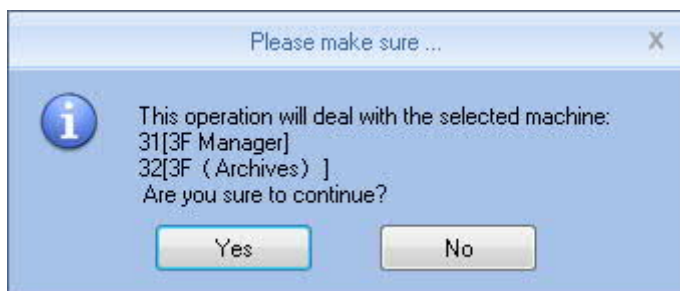 Please make sure ...
X
This operation will deal with the selected machine:
31[3F Manager]
32[3F（Archives）]
Are you sure to continue?
Yes
No